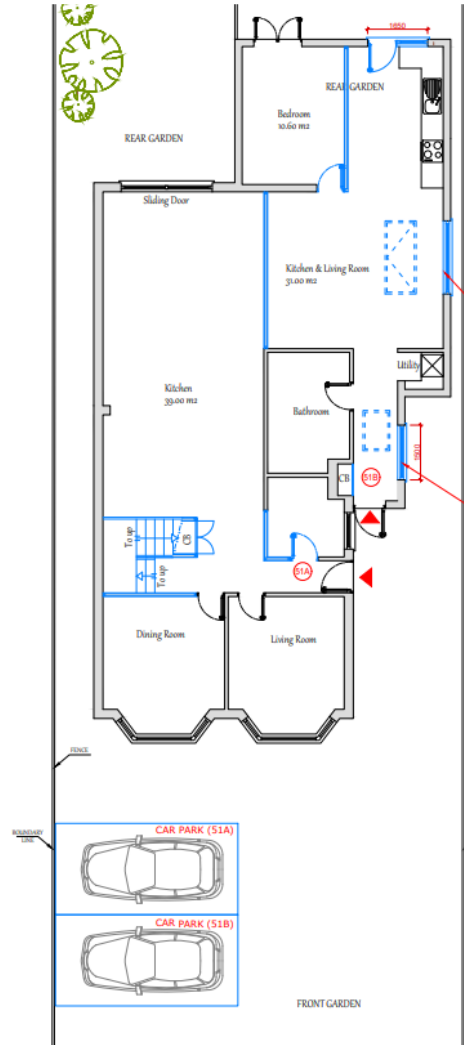 1650
REAR GARDEN
Bedroom
10.60 m2
REAR GARDEN
Sliding Door
Kitchen & Living Room
31.00 m2
Utility
Kitchen
39.00 m2
Bathroom
1600
CB
51B
To up
CB
To up
51A
Dining Room
Living Room
FENCE
BOUNDARY
LINE
CAR PARK (51A)
CAR PARK (51B)
FRONT GARDEN